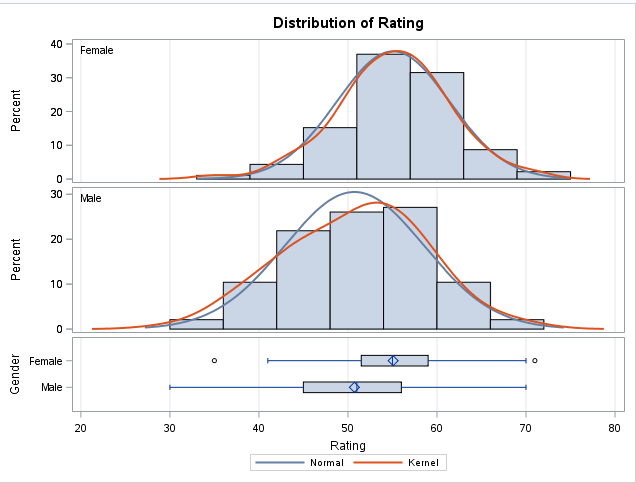 Distribution of Rating
Female
40
30
20
10
0
Percent
Male
30
20
10
0
Percent
Gender
Female
Male
20 30 40 50 60 70 80
Rating
Normal Kernel